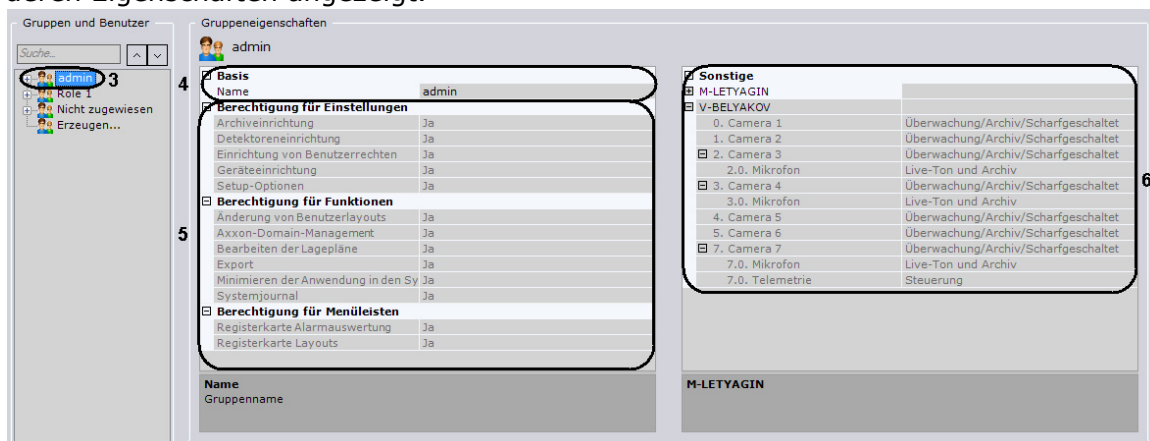 deren Eigenschaften angezeigt.
Gruppen und Benutzer
Suche...
admin 3
Role 1
Nicht zugewiesen
Erzeugen...
Gruppeneigenschaften
admin
4
Basis
Name admin
5
Berechtigung für Einstellungen
Archiveinrichtung Ja
Detektoreneinrichtung Ja
Einrichtung von Benutzerrechten Ja
Geräteeinrichtung Ja
Setup-Optionen Ja
Berechtigung für Funktionen
Änderung von Benutzerlayouts Ja
Axxon-Domain-Management Ja
Bearbeiten der Lagepläne Ja
Export Ja
Minimieren der Anwendung in den Sy Ja
Systemjournal Ja
Berechtigung für Menüleisten
Registerkarte Alarmauswertung Ja
Registerkarte Layouts Ja
Name
Gruppenname
Sonstige
M-LETYAGIN
V-BELYAKOV
0. Camera 1 Überwachung/Archiv/Scharfgeschaltet
1. Camera 2 Überwachung/Archiv/Scharfgeschaltet
2. Camera 3 Überwachung/Archiv/Scharfgeschaltet
2.0. Mikrofon Live-Ton und Archiv
3. Camera 4 Überwachung/Archiv/Scharfgeschaltet
3.0. Mikrofon Live-Ton und Archiv
4. Camera 5 Überwachung/Archiv/Scharfgeschaltet
5. Camera 6 Überwachung/Archiv/Scharfgeschaltet
7. Camera 7 Überwachung/Archiv/Scharfgeschaltet
7.0. Mikrofon Live-Ton und Archiv
7.0. Telemetrie Steuerung
6
M-LETYAGIN